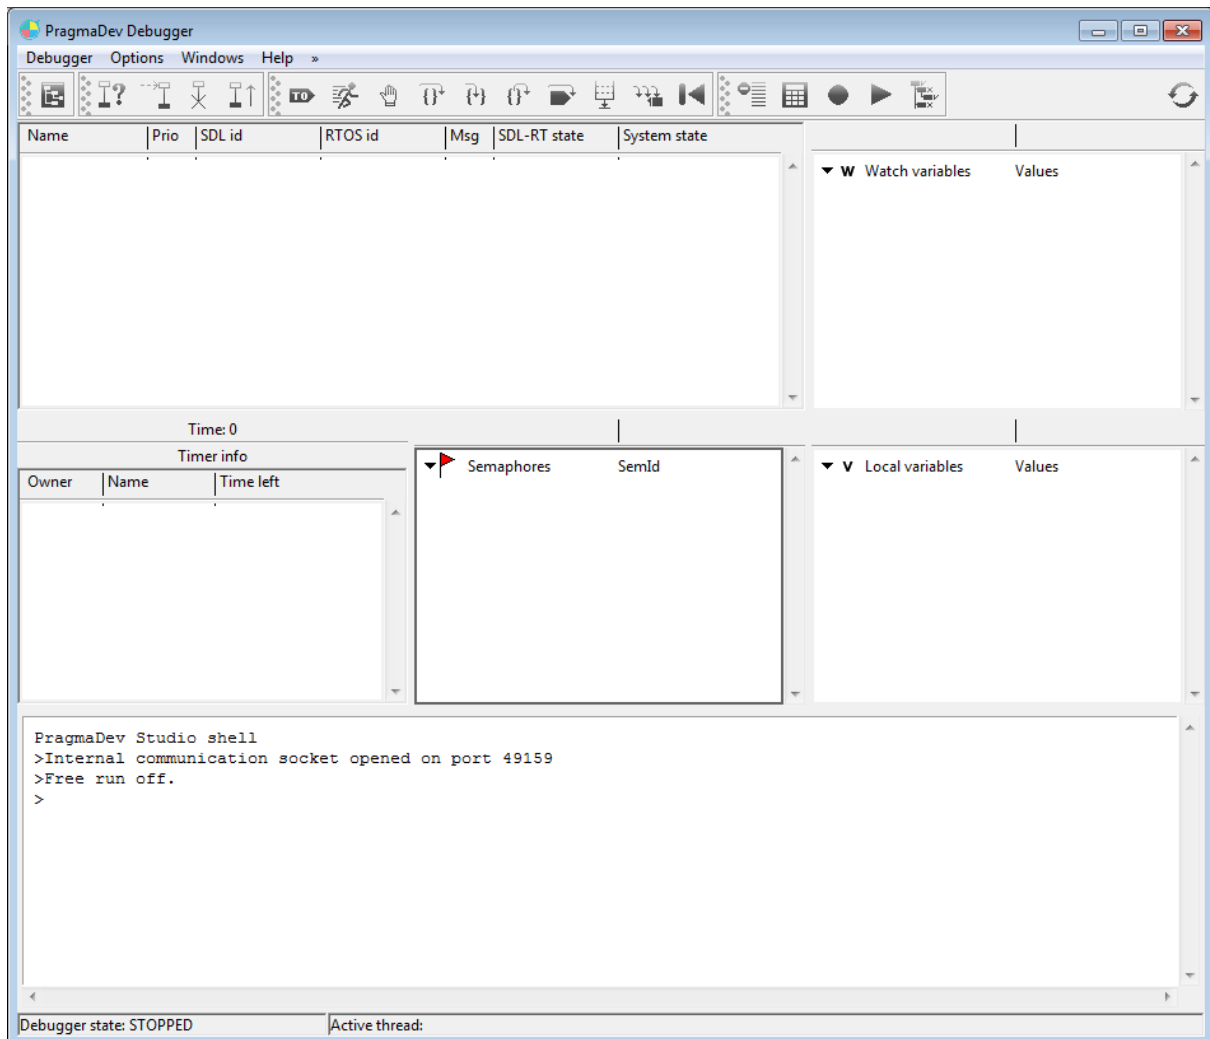 PragmaDev Debugger
Debugger Options Windows Help »
I? TO
Name Prio SDL id RTOS id Msg SDL-RT state System state
W Watch variables Values
Time: 0
Timer info
Owner Name Time left
Semaphores SemId
V Local variables Values
PragmaDev Studio shell
>Internal communication socket opened on port 49159
>Free run off.
>
Debugger state: STOPPED Active thread: